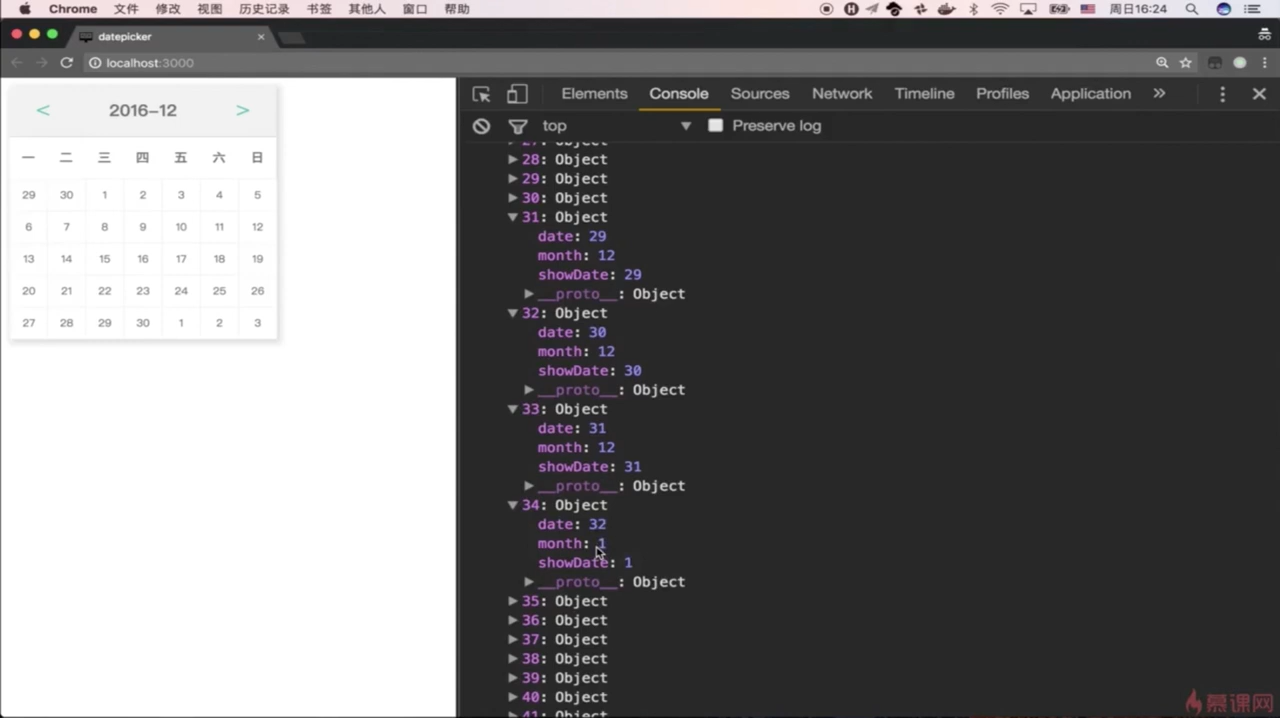 Chrome 文件 修改 视图 历史记录 书签 其他人 窗口 帮助 周日16:24
datepicker ×
localhost:3000
< 2016-12 >
一 二 三 四 五 六 日
29 30 1 2 3 4 5
6 7 8 9 10 11 12
13 14 15 16 17 18 19
20 21 22 23 24 25 26
27 28 29 30 1 2 3
Elements Console Sources Network Timeline Profiles Application »
top Preserve log
27: Object
28: Object
29: Object
30: Object
31: Object
date: 29
month: 12
showDate: 29
__proto__: Object
32: Object
date: 30
month: 12
showDate: 30
__proto__: Object
33: Object
date: 31
month: 12
showDate: 31
__proto__: Object
34: Object
date: 32
month: 1
showDate: 1
__proto__: Object
35: Object
36: Object
37: Object
38: Object
39: Object
40: Object
41: Object
慕课网